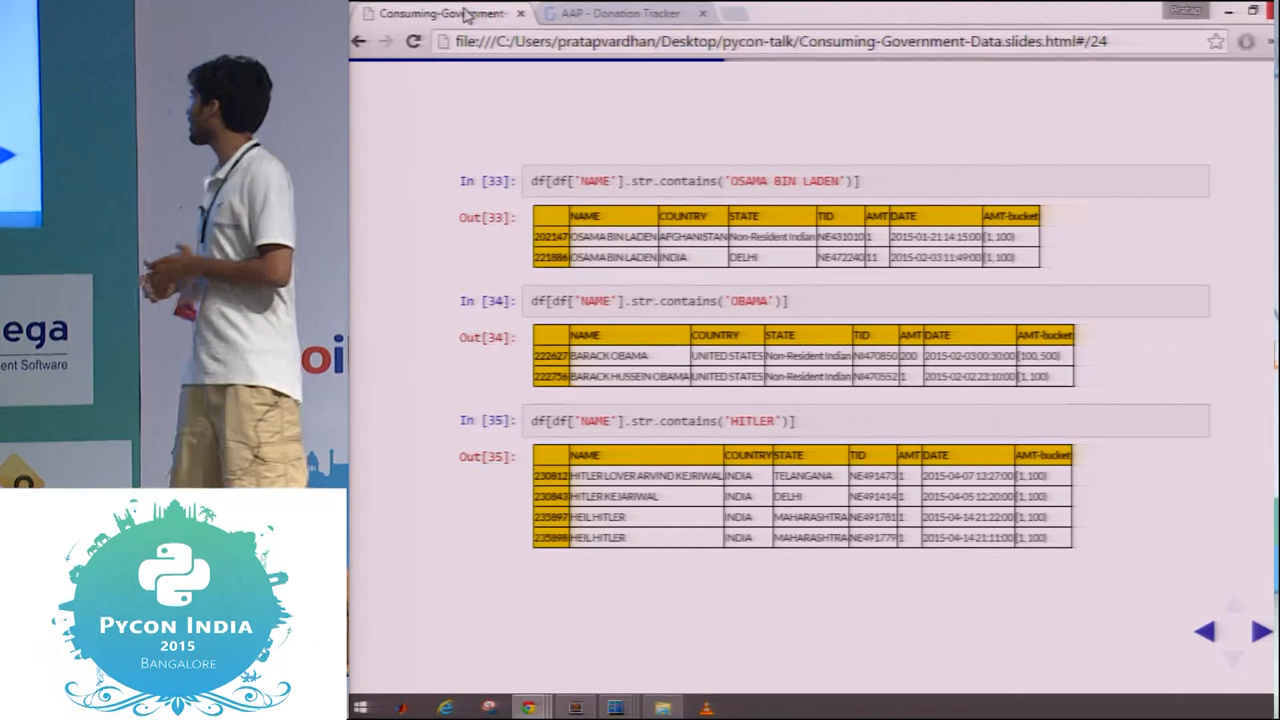 Consuming-Government-
AAP - Donation Tracker
Pratap
file:///C:/Users/pratapvardhan/Desktop/pycon-talk/Consuming-Government-Data.slides.html#/24
In [33]: df[df['NAME'].str.contains('OSAMA BIN LADEN')]
Out[33]: NAME COUNTRY STATE TID AMT DATE AMT-bucket
202147 OSAMA BIN LADEN AFGHANISTAN Non-Resident Indian NE431010 1 2015-01-21 14:15:00 [1, 100)
221886 OSAMA BIN LADEN INDIA DELHI NE472240 11 2015-02-03 11:49:00 [1, 100)
In [34]: df[df['NAME'].str.contains('OBAMA')]
Out[34]: NAME COUNTRY STATE TID AMT DATE AMT-bucket
222627 BARACK OBAMA UNITED STATES Non-Resident Indian NI470850 200 2015-02-03 00:30:00 [100, 500)
222756 BARACK HUSSEIN OBAMA UNITED STATES Non-Resident Indian NI470552 1 2015-02-02 23:10:00 [1, 100)
In [35]: df[df['NAME'].str.contains('HITLER')]
Out[35]: NAME COUNTRY STATE TID AMT DATE AMT-bucket
230812 HITLER LOVER ARVIND KEJRIWAL INDIA TELANGANA NE491473 1 2015-04-07 13:27:00 [1, 100)
230843 HITLER KEJARIWAL INDIA DELHI NE491414 1 2015-04-05 12:20:00 [1, 100)
235897 HEIL HITLER INDIA MAHARASHTRA NE491781 1 2015-04-14 21:22:00 [1, 100)
235898 HEIL HITLER INDIA MAHARASHTRA NE491779 1 2015-04-14 21:11:00 [1, 100)
ega
ent Software
oi
PYCON INDIA
2015
BANGALORE